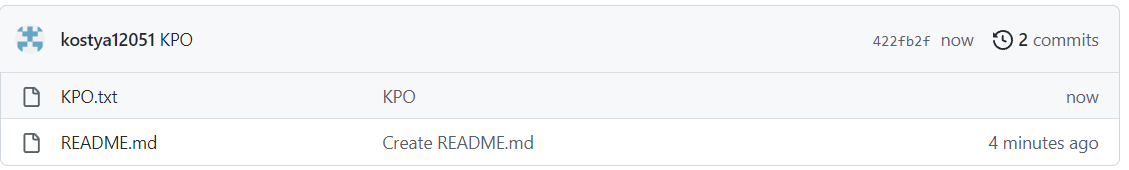 kostya12051 KPO 422fb2f now 2 commits
KPO.txt KPO now
README.md Create README.md 4 minutes ago